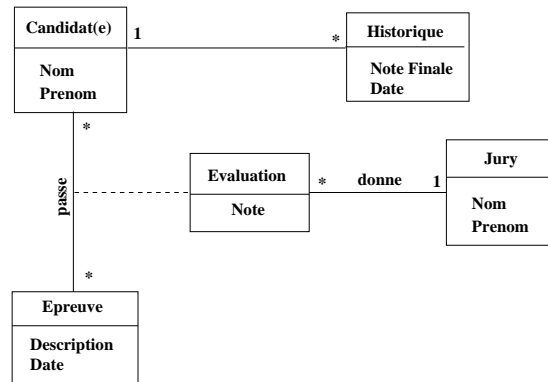 Candidat(e)
Nom
Prenom
1
*
Historique
Note Finale
Date
*
passe
*
Evaluation
Note
*
donne
1
Jury
Nom
Prenom
Epreuve
Description
Date